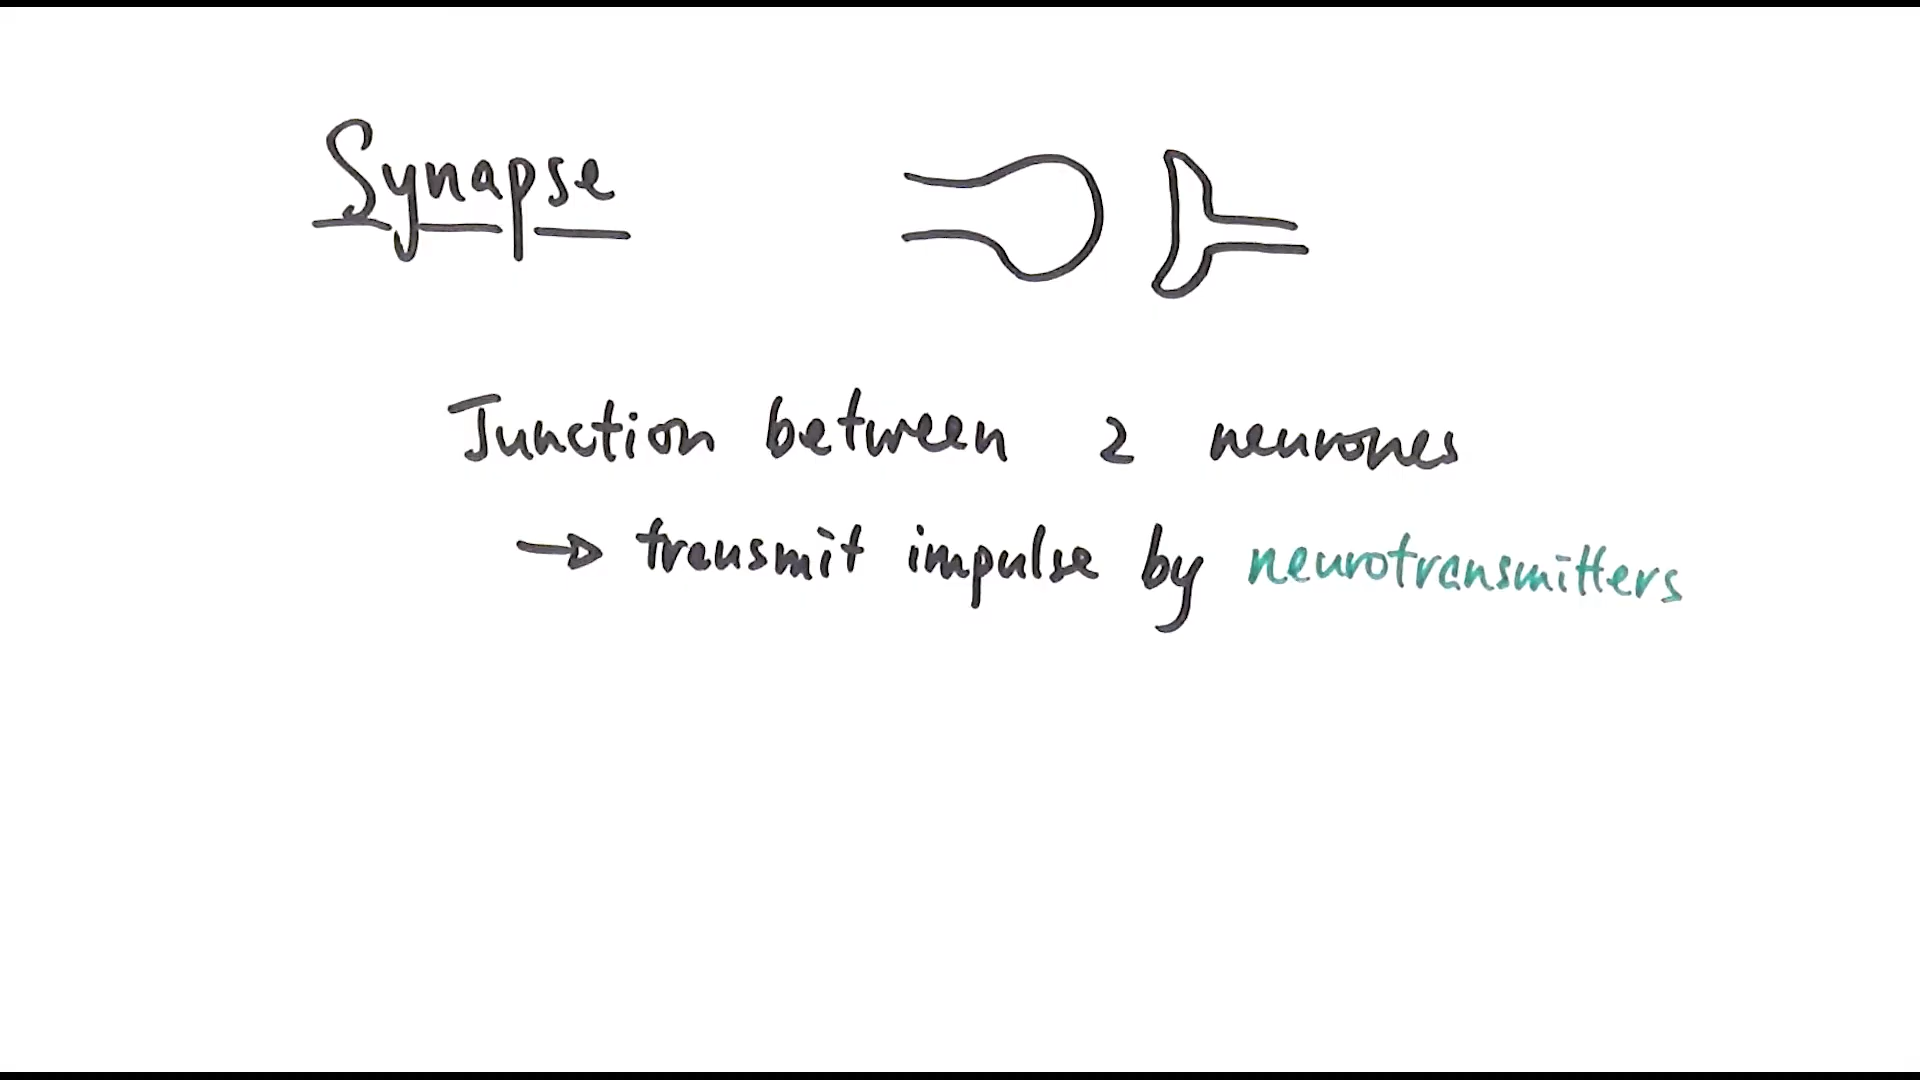 Synapse
Junction between 2 neurones
→ transmit impulse by neurotransmitters